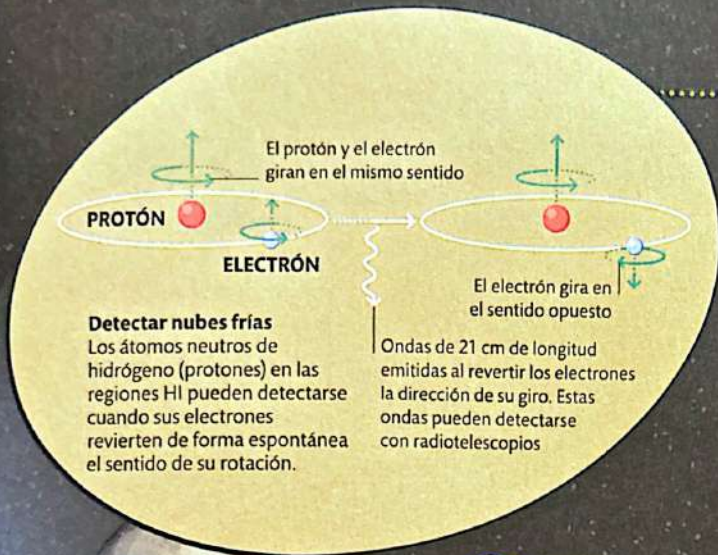 El protón y el electrón
giran en el mismo sentido
PROTÓN
ELECTRÓN
El electrón gira en
el sentido opuesto
Detectar nubes frías
Los átomos neutros de
hidrógeno (protones) en las
regiones HI pueden detectarse
cuando sus electrones
revierten de forma espontánea
el sentido de su rotación.
Ondas de 21 cm de longitud
emitidas al revertir los electrones
la dirección de su giro. Estas
ondas pueden detectarse
con radiotelescopios